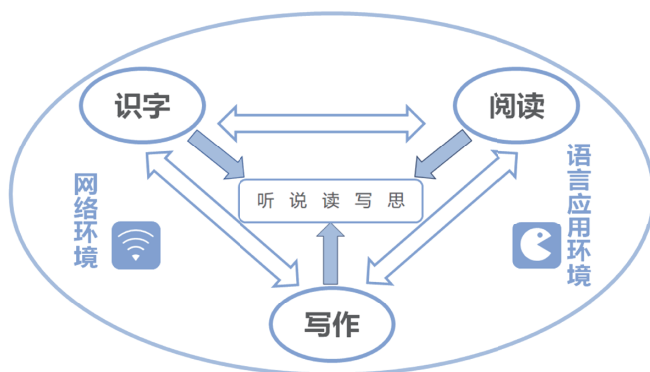 识字
阅读
听说读写思
网络环境
语言应用环境
写作